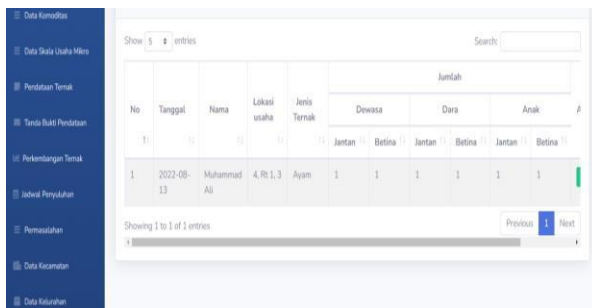 Data Komoditas
Data Skala Usaha Mikro
Pendataan Ternak
Tanda Bukti Pendataan
Perkembangan Ternak
Jadwal Penyuluhan
Permasalahan
Data Kecamatan
Data Kelurahan
Show 5 entries
Search:
No Tanggal Nama Lokasi usaha Jenis Ternak Jumlah
Dewasa Dara Anak
Jantan Betina Jantan Betina Jantan Betina
1 2022-08-13 Muhammad Ali 4, Rt 1, 3 Ayam 1 1 1 1 1 1
Showing 1 to 1 of 1 entries
Previous 1 Next